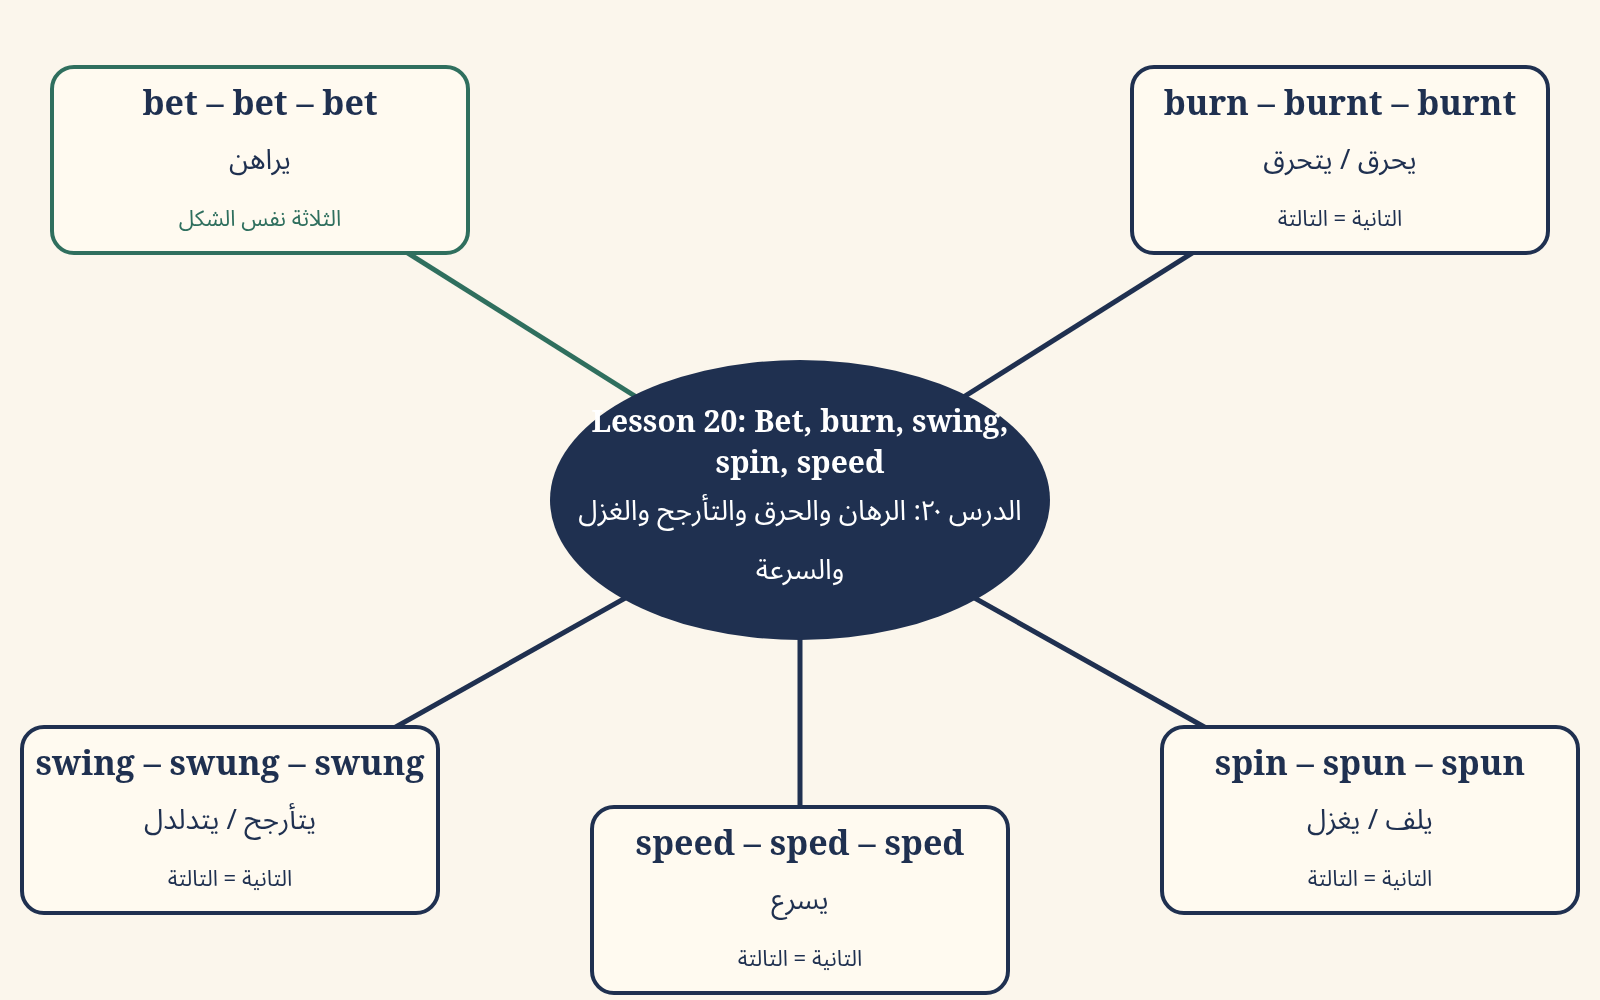 bet – bet – bet
يراهن
الثلاثة نفس الشكل
burn – burnt – burnt
يحرق / يتحرق
التانية = التالتة
Lesson 20: Bet, burn, swing,
spin, speed
الدرس ٢٠: الرهان والحرق والتأرجح والغزل
والسرعة
swing – swung – swung
يتأرجح / يتدلدل
التانية = التالتة
speed – sped – sped
يسرع
التانية = التالتة
spin – spun – spun
يلف / يغزل
التانية = التالتة